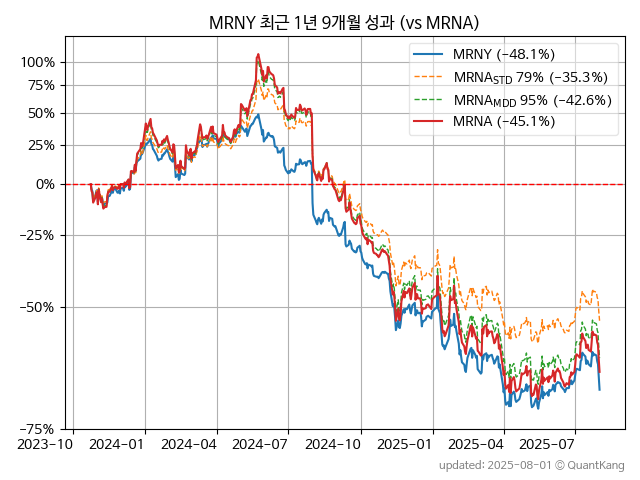 MRNY 최근 1년 9개월 성과 (vs MRNA)
MRNY (−48.1%)
MRNA_STD 79% (−35.3%)
MRNA_MDD 95% (−42.6%)
MRNA (−45.1%)
100%
75%
50%
25%
0%
−25%
−50%
−75%
2023-10
2024-01
2024-04
2024-07
2024-10
2025-01
2025-04
2025-07
updated: 2025-08-01 © QuantKang